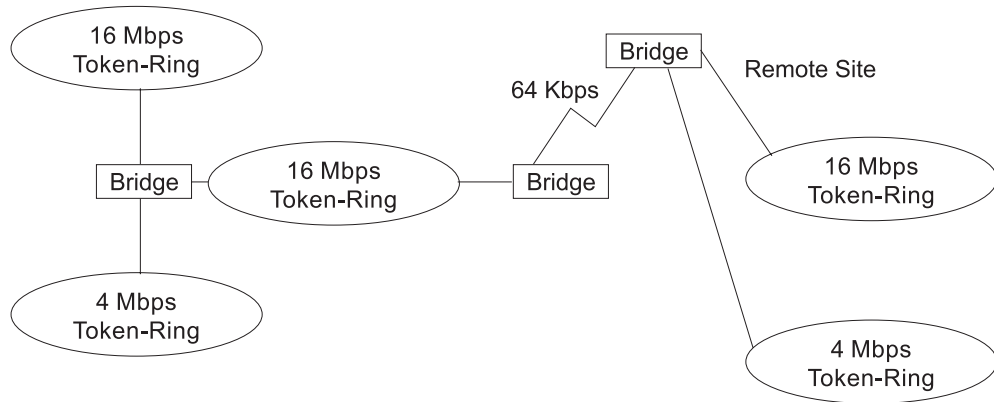 16 Mbps
Token-Ring
Bridge
64 Kbps
Remote Site
Bridge
16 Mbps
Token-Ring
Bridge
16 Mbps
Token-Ring
4 Mbps
Token-Ring
4 Mbps
Token-Ring